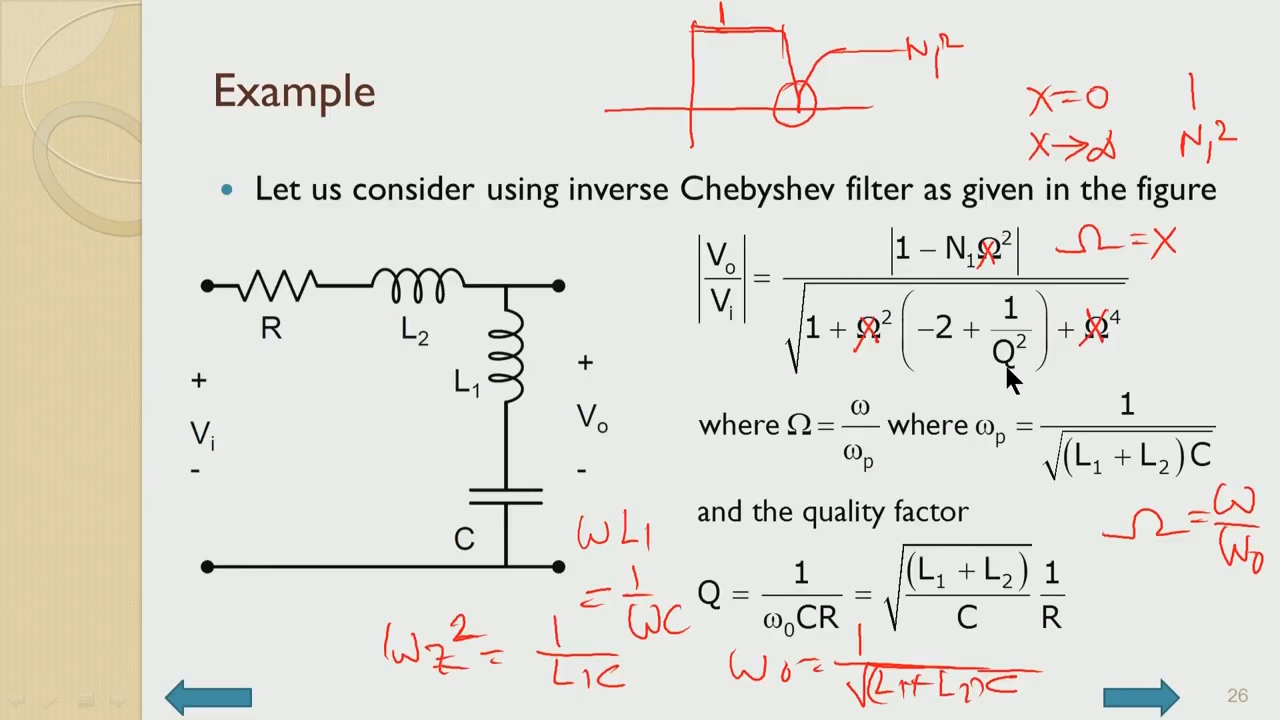 1
N₁²
Example
x=0 1
x→∞ N₁²
• Let us consider using inverse Chebyshev filter as given in the figure
|Vo/Vi| = |1 − N₁Ω²| / √(1 + Ω²(−2 + 1/Q²) + Ω⁴)
Ω = x
x
x x
R
L₂
L₁
+
Vi
-
+
Vo
-
C
where Ω = ω/ωp where ωp = 1/√((L₁ + L₂)C)
Ω = ω/ω₀
and the quality factor
Q = 1/(ω₀CR) = √((L₁ + L₂)/C) 1/R
ωL₁
= 1/ωC
ωz² = 1/L₁C
ω₀ = 1/√((L₁+L₂)C)
26